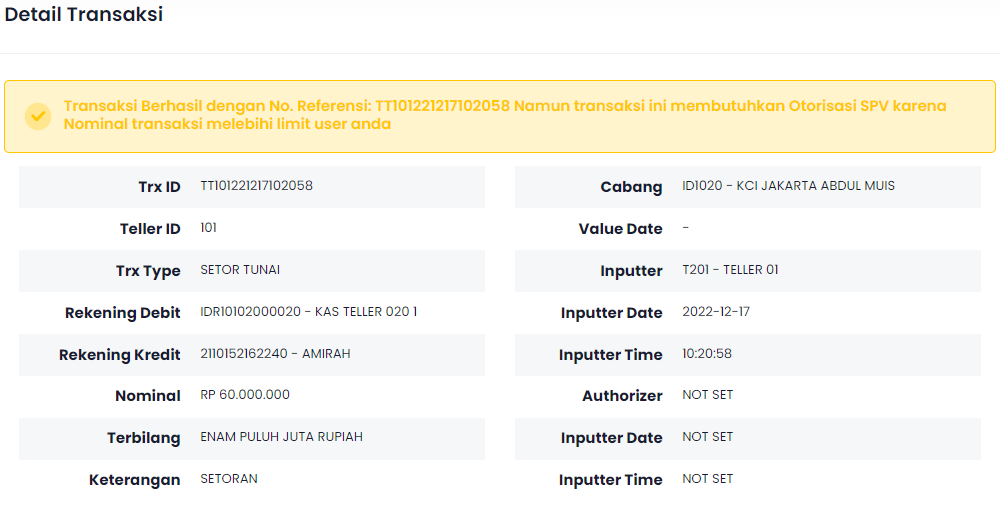 Detail Transaksi
Transaksi Berhasil dengan No. Referensi: TT101221217102058 Namun transaksi ini membutuhkan Otorisasi SPV karena
Nominal transaksi melebihi limit user anda
Trx ID TT101221217102058
Teller ID 101
Trx Type SETOR TUNAI
Rekening Debit IDR10102000020 - KAS TELLER 020 1
Rekening Kredit 2110152162240 - AMIRAH
Nominal RP 60.000.000
Terbilang ENAM PULUH JUTA RUPIAH
Keterangan SETORAN
Cabang ID1020 - KCI JAKARTA ABDUL MUIS
Value Date -
Inputter T201 - TELLER 01
Inputter Date 2022-12-17
Inputter Time 10:20:58
Authorizer NOT SET
Inputter Date NOT SET
Inputter Time NOT SET